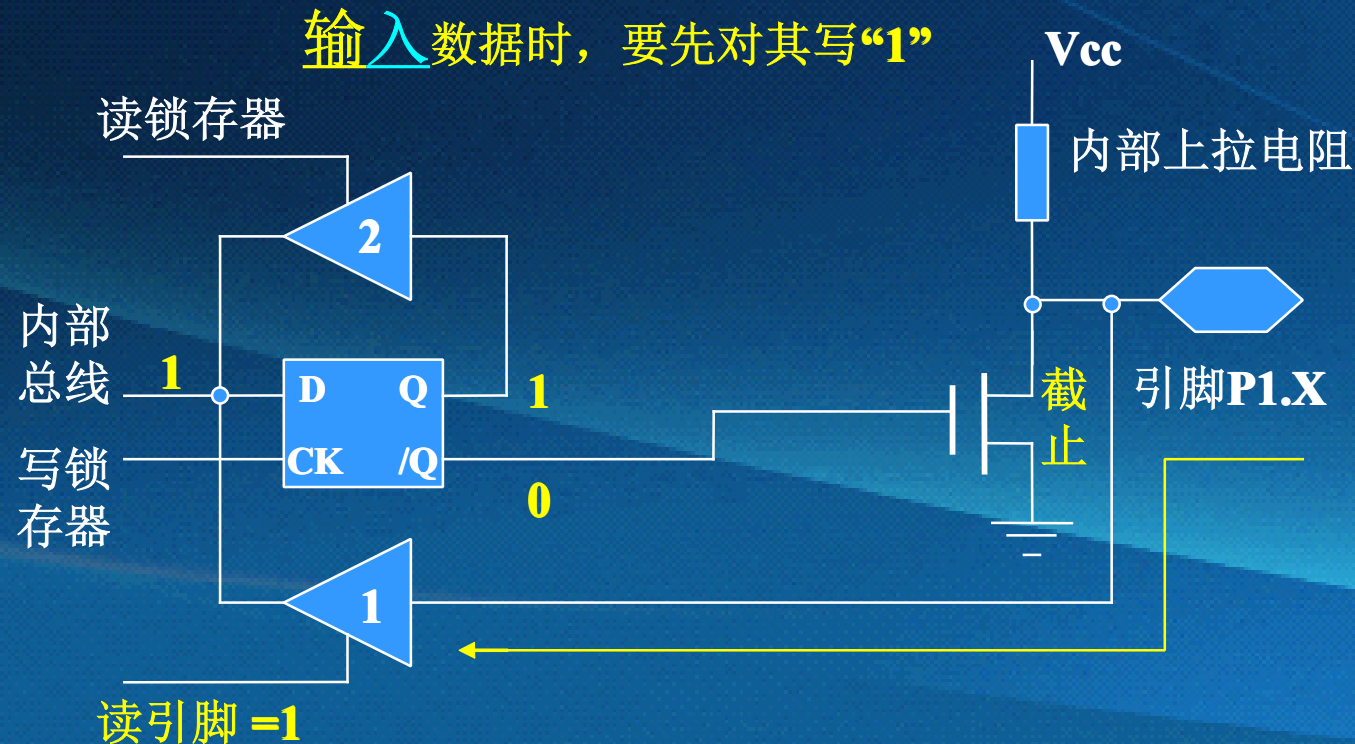 输入数据时，要先对其写“1”
Vcc
读锁存器
内部上拉电阻
2
内部
总线
1
D
Q
1
截
止
引脚P1.X
写锁
存器
CK
/Q
0
1
读引脚 =1